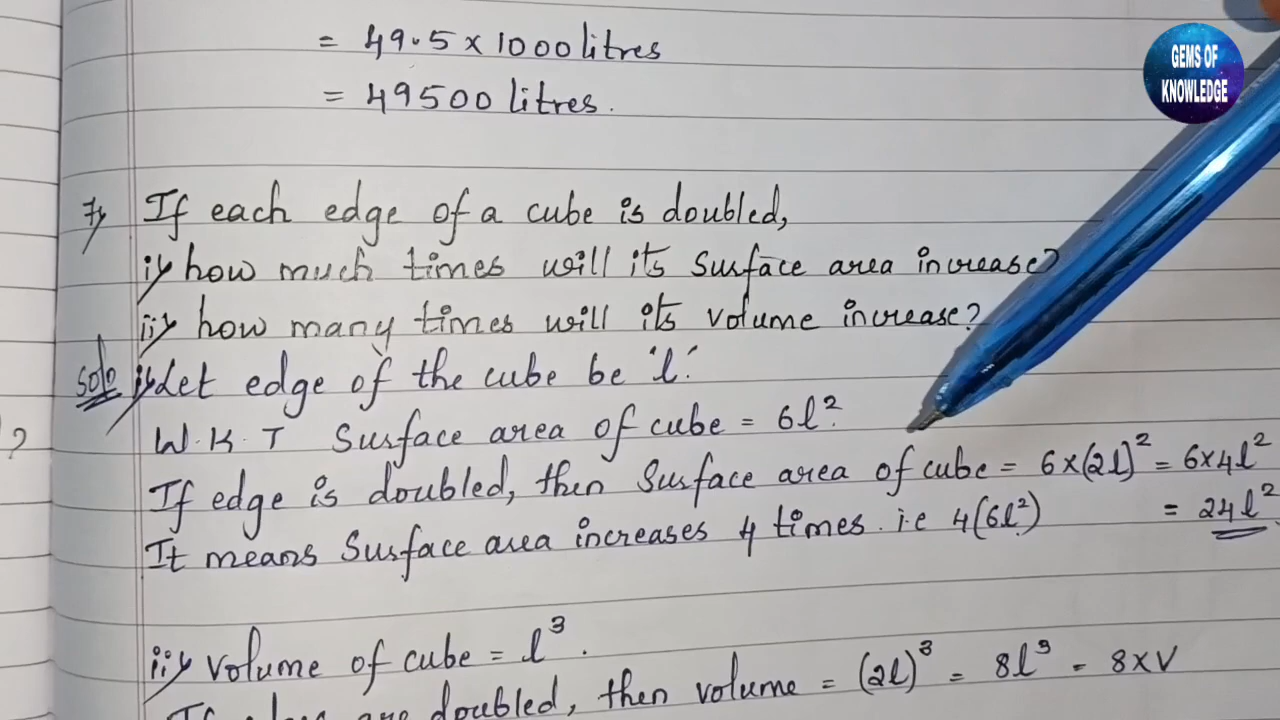 = 49.5 x 1000 litres
= 49500 litres.
GEMS OF
KNOWLEDGE
7) If each edge of a cube is doubled,
i) how much times will its Surface area increase?
ii) how many times will its volume increase?
Soln i) Let edge of the cube be 'l'.
W.K.T Surface area of cube = 6l².
?
If edge is doubled, then Surface area of cube = 6x(2l)² = 6x4l²
= 24l²
It means Surface area increases 4 times. i.e 4(6l²)
ii) Volume of cube = l³.
If edges are doubled, then volume = (2l)³ = 8l³ = 8xV